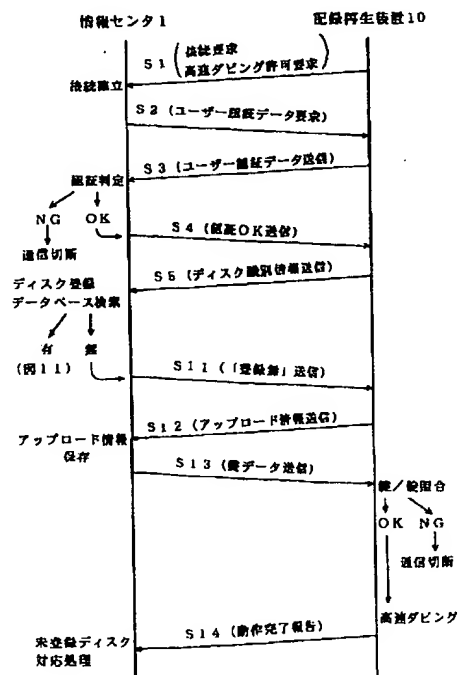 情報センタ1
記録再生装置10
S1 (接続要求
高速ダビング許可要求)
接続確立
S2 (ユーザー認証データ要求)
S3 (ユーザー認証データ送信)
認証判定
NG OK
S4 (認証OK送信)
通信切断
S5 (ディスク識別情報送信)
ディスク登録
データベース検索
有 無
(図11)
S11 (「登録無」送信)
S12 (アップロード情報送信)
アップロード情報
保存
S13 (鍵データ送信)
鍵/錠照合
OK NG
通信切断
高速ダビング
S14 (動作完了報告)
未登録ディスク
対応処理